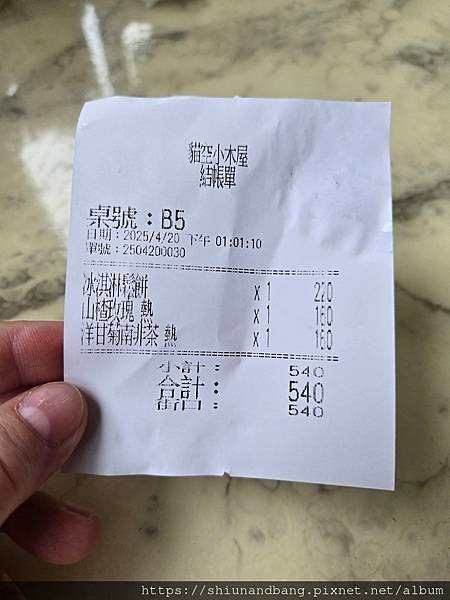 貓空小木屋
結帳單
桌號：B5
日期：2025/4/20 下午 01:01:10
單號：2504200030
冰淇淋鬆餅 x 1 220
山楂玫瑰 熱 x 1 160
洋甘菊南非茶 熱 x 1 160
小計： 540
合計： 540
街口： 540
https://shiunandbang.pixnet.net/album